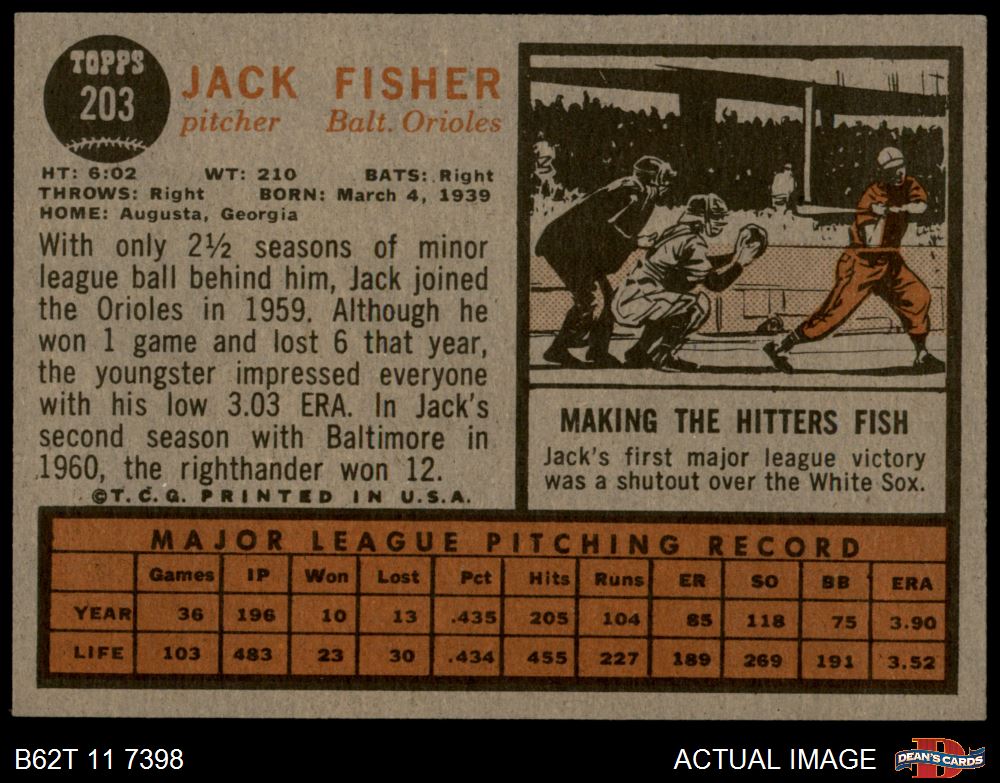 TOPPS
203
JACK FISHER
pitcher Balt. Orioles
HT: 6:02 WT: 210 BATS: Right
THROWS: Right BORN: March 4, 1939
HOME: Augusta, Georgia
With only 2½ seasons of minor
league ball behind him, Jack joined
the Orioles in 1959. Although he
won 1 game and lost 6 that year,
the youngster impressed everyone
with his low 3.03 ERA. In Jack's
second season with Baltimore in
1960, the righthander won 12.
©T.C.G. PRINTED IN U.S.A.
MAKING THE HITTERS FISH
Jack's first major league victory
was a shutout over the White Sox.
MAJOR LEAGUE PITCHING RECORD
Games IP Won Lost Pct Hits Runs ER SO BB ERA
YEAR 36 196 10 13 .435 205 104 85 118 75 3.90
LIFE 103 483 23 30 .434 455 227 189 269 191 3.52
B62T 11 7398 ACTUAL IMAGE
D
DEAN'S CARDS